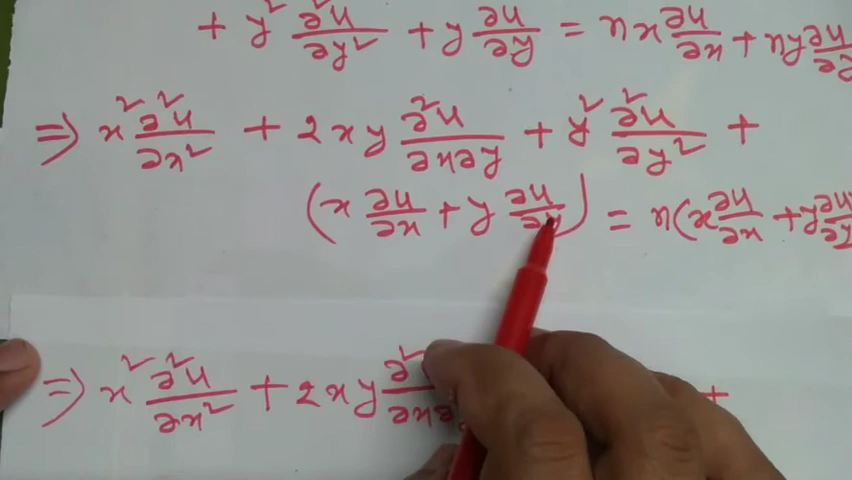 + y² ∂²u/∂y² + y ∂u/∂y = nx ∂u/∂x + ny ∂u/∂y
⇒ x² ∂²u/∂x² + 2xy ∂²u/∂x∂y + y² ∂²u/∂y² +
(x ∂u/∂x + y ∂u/∂y) = n(x ∂u/∂x + y ∂u/∂y
⇒ x² ∂²u/∂x² + 2xy +